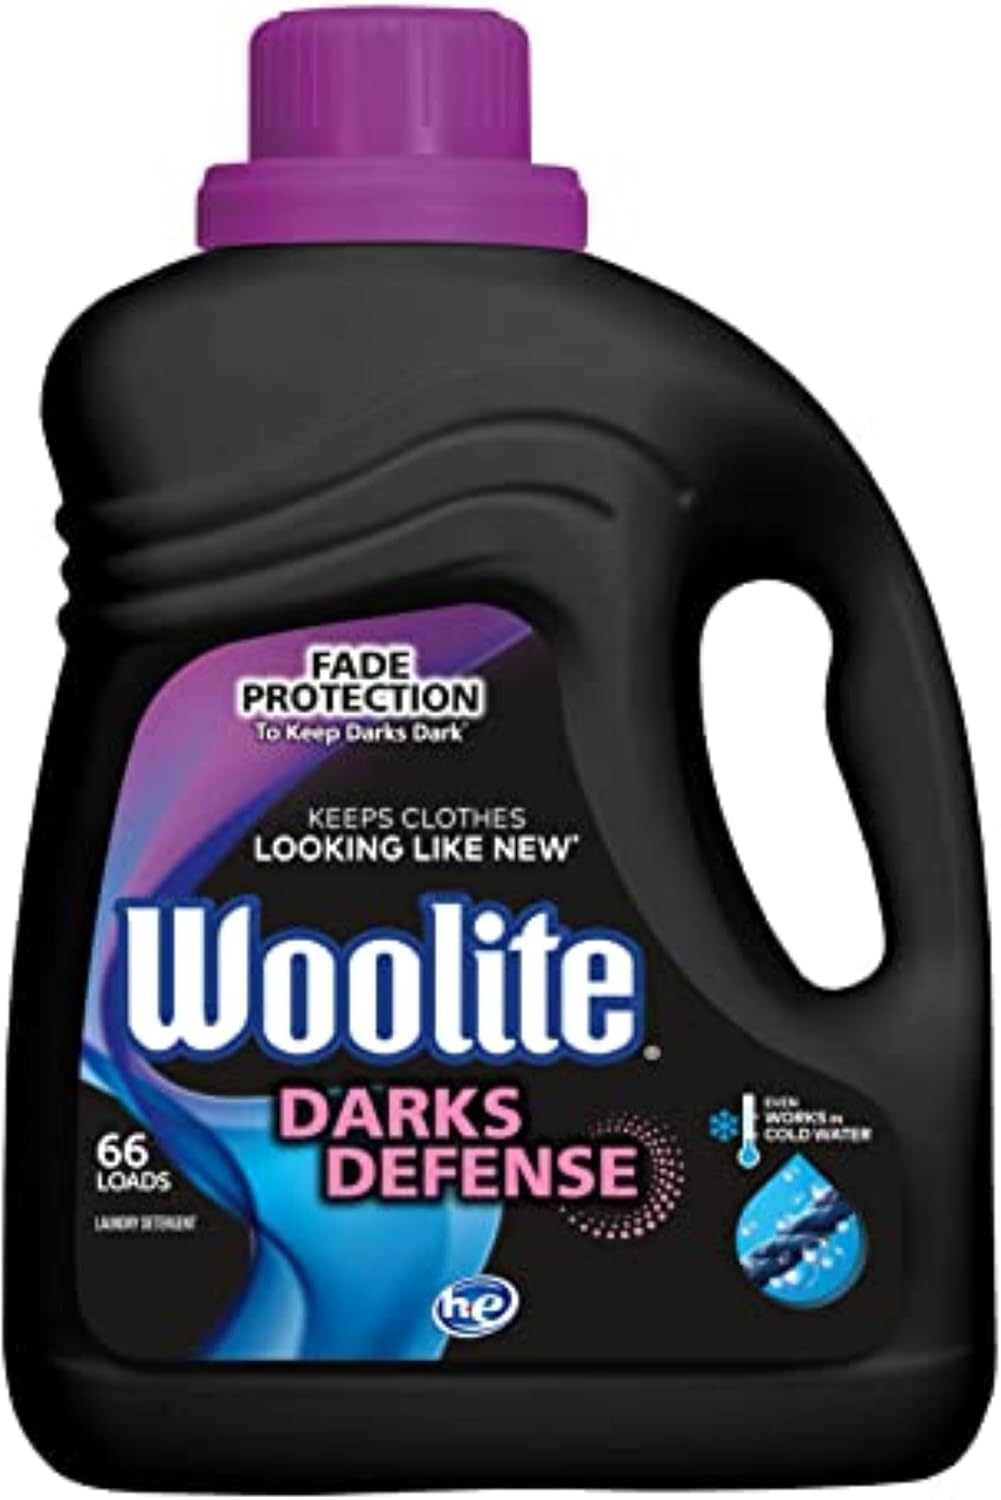 FADE
PROTECTION
To Keep Darks Dark*
KEEPS CLOTHES
LOOKING LIKE NEW*
Woolite®
DARKS
DEFENSE
66
LOADS
LAUNDRY DETERGENT
EVEN
WORKS IN
COLD WATER
he